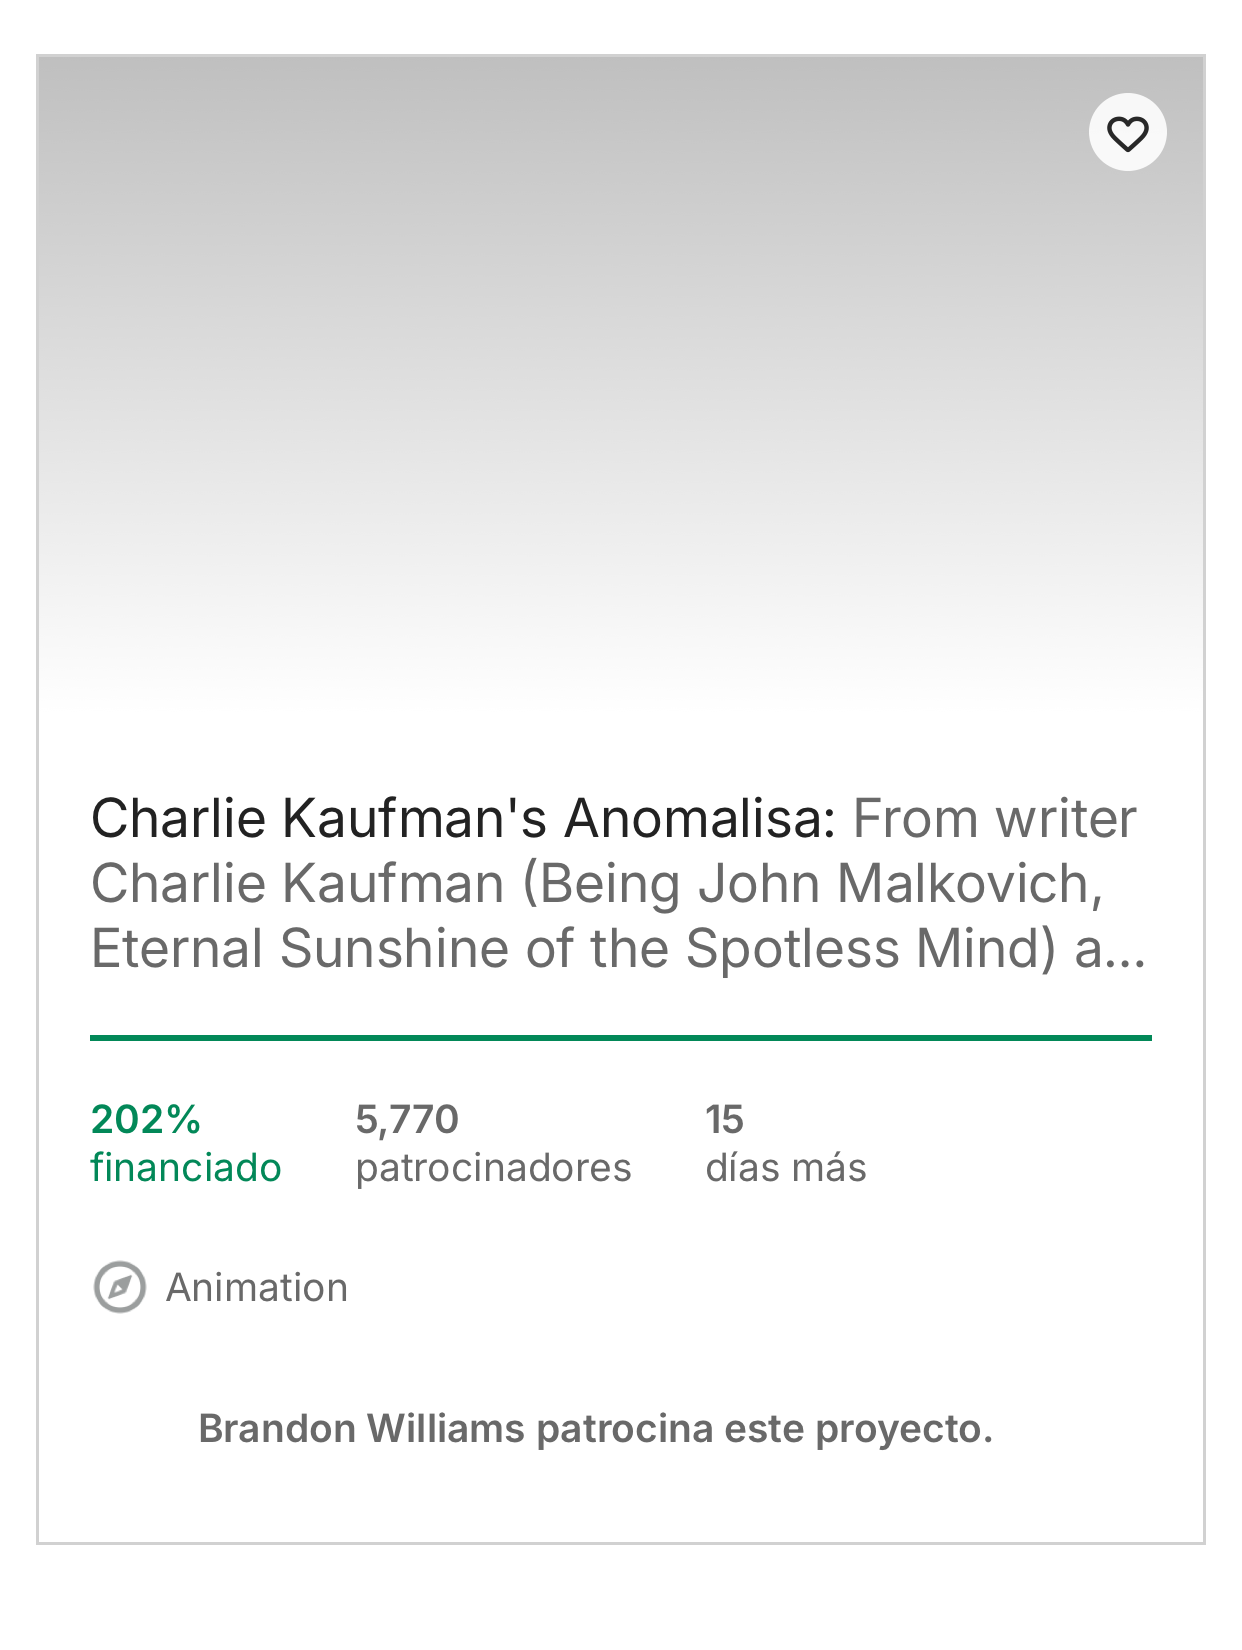 Charlie Kaufman's Anomalisa: From writer
Charlie Kaufman (Being John Malkovich,
Eternal Sunshine of the Spotless Mind) a...
202%
financiado
5,770
patrocinadores
15
días más
Animation
Brandon Williams patrocina este proyecto.